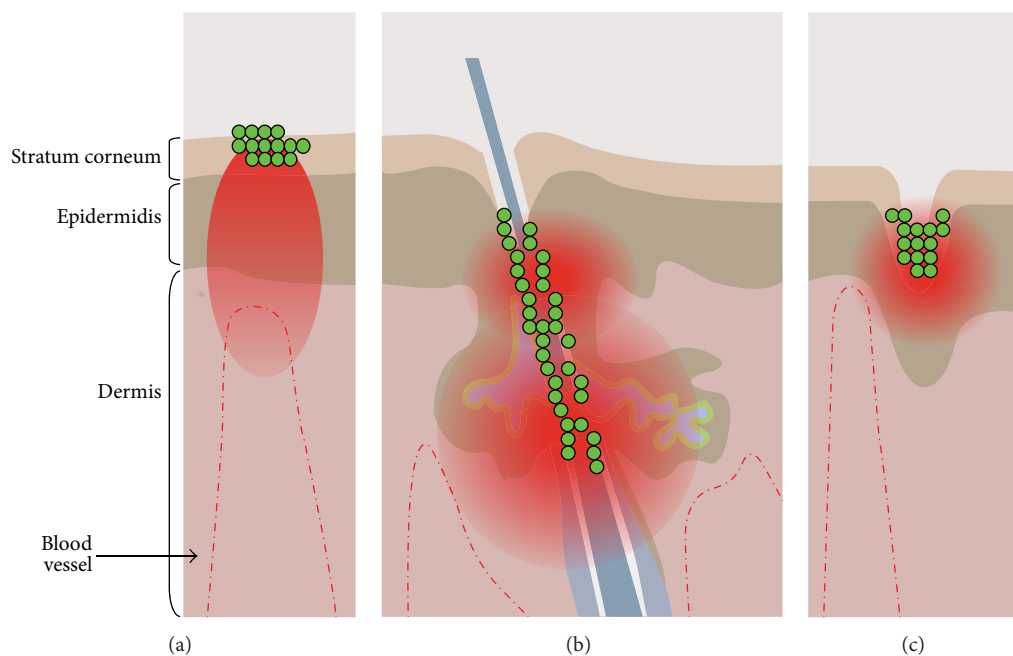 Stratum corneum
Epidermidis
Dermis
Blood
vessel
(a)
(b)
(c)